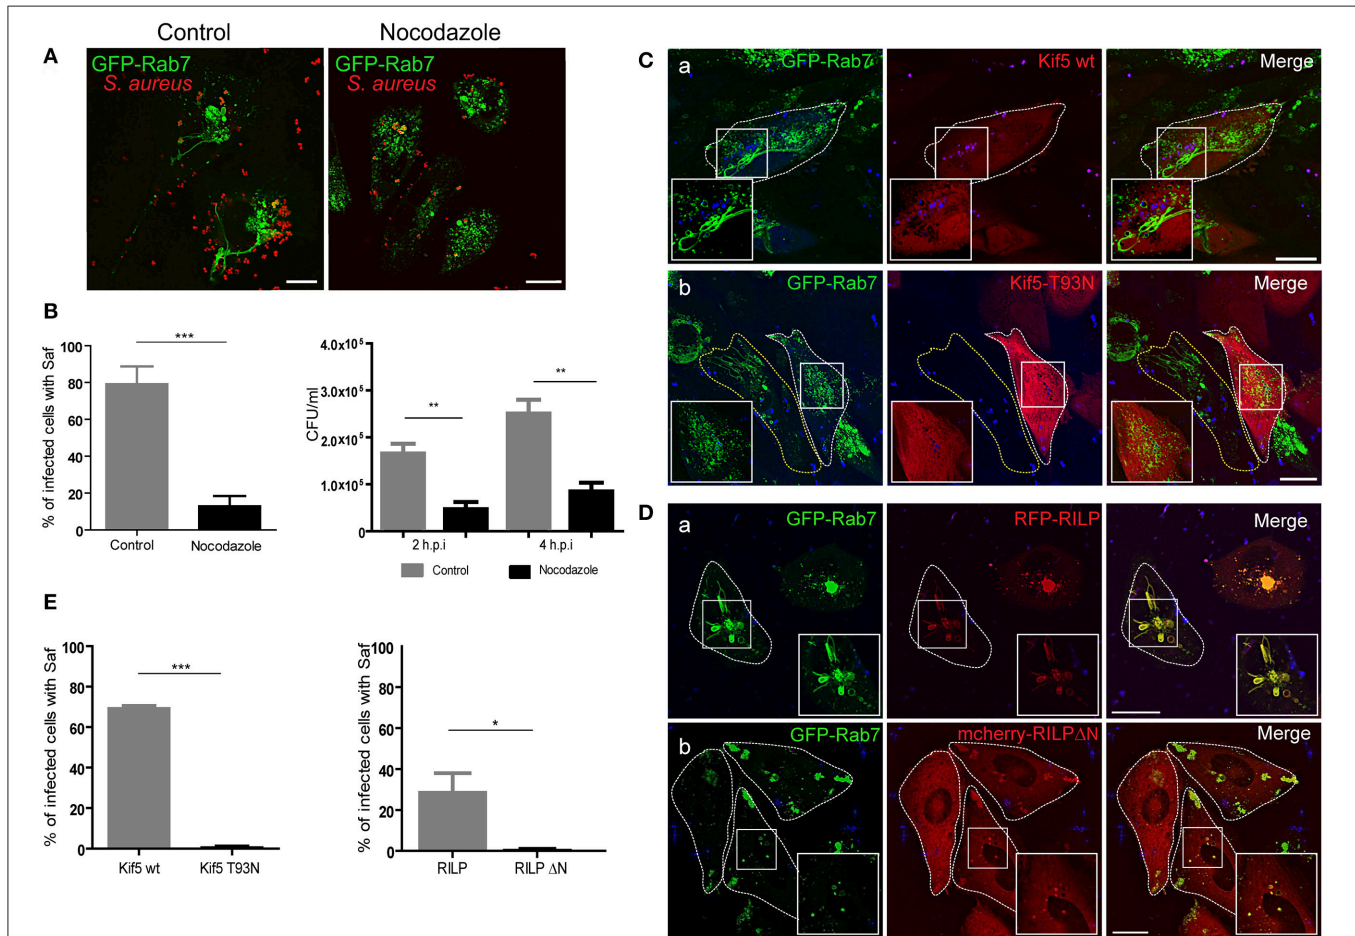 Control
Nocodazole
A
GFP-Rab7
S. aureus
GFP-Rab7
S. aureus
B
% of infected cells with Saf
100
80
60
40
20
0
***
Control
Nocodazole
CFU/ml
4.0x10⁵
3.0x10⁵
2.0x10⁵
1.0x10⁵
0
**
**
2 h.p.i
4 h.p.i
Control
Nocodazole
C
a
GFP-Rab7
Kif5 wt
Merge
b
GFP-Rab7
Kif5-T93N
Merge
D
a
GFP-Rab7
RFP-RILP
Merge
b
GFP-Rab7
mcherry-RILPΔN
Merge
E
% of infected cells with Saf
100
80
60
40
20
0
***
Kif5 wt
Kif5 T93N
% of infected cells with Saf
100
80
60
40
20
0
*
RILP
RILP ΔN